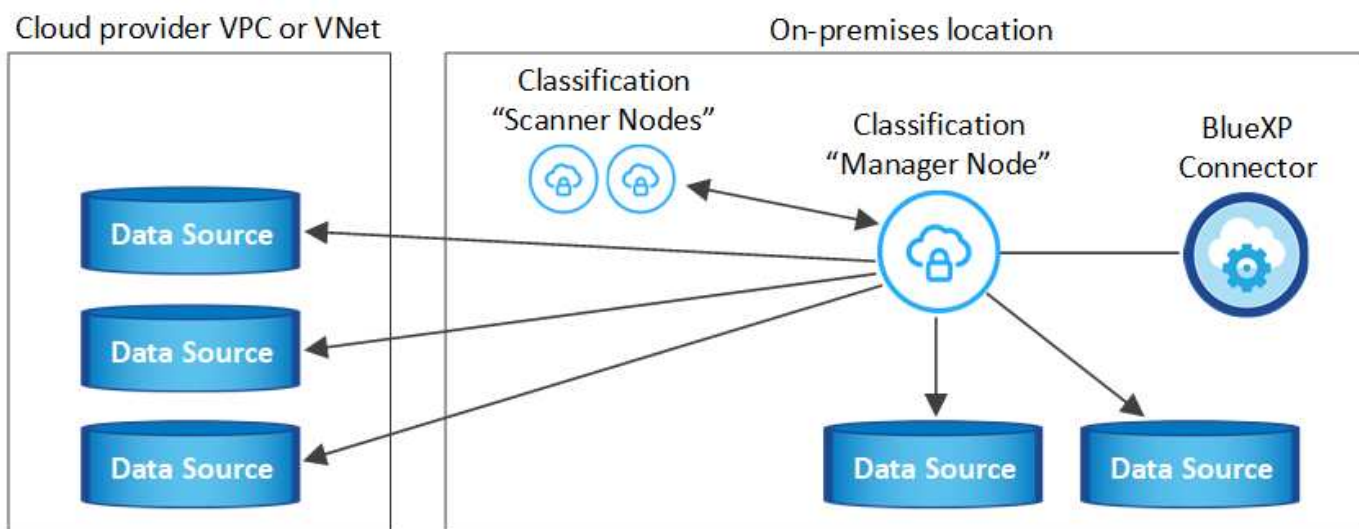 Cloud provider VPC or VNet
On-premises location
Classification
“Scanner Nodes”
Classification
“Manager Node”
BlueXP
Connector
Data Source
Data Source
Data Source
Data Source
Data Source